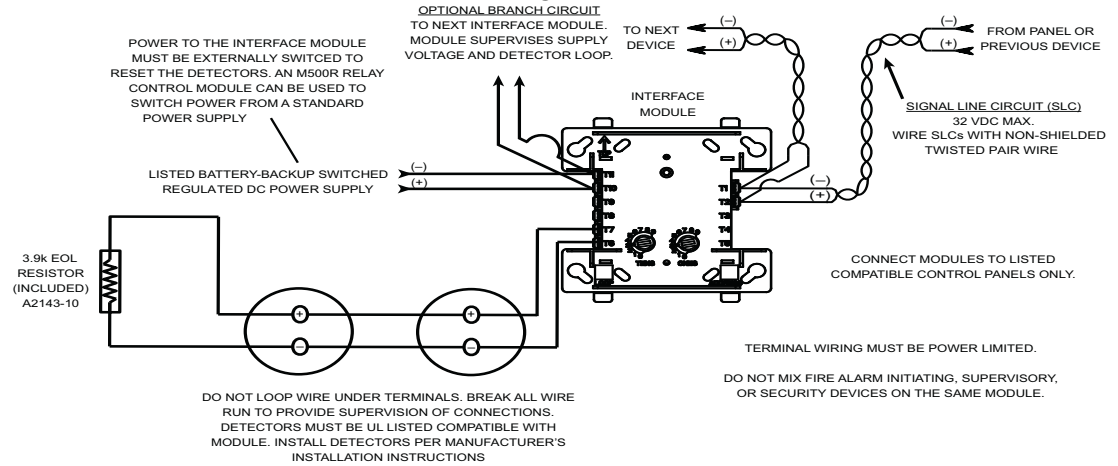 OPTIONAL BRANCH CIRCUIT
TO NEXT INTERFACE MODULE.
MODULE SUPERVISES SUPPLY
VOLTAGE AND DETECTOR LOOP.
TO NEXT
DEVICE
(–)
(+)
(–)
(+)
FROM PANEL OR
PREVIOUS DEVICE
POWER TO THE INTERFACE MODULE
MUST BE EXTERNALLY SWITCED TO
RESET THE DETECTORS. AN M500R RELAY
CONTROL MODULE CAN BE USED TO
SWITCH POWER FROM A STANDARD
POWER SUPPLY
INTERFACE
MODULE
SIGNAL LINE CIRCUIT (SLC)
32 VDC MAX.
WIRE SLCs WITH NON-SHIELDED
TWISTED PAIR WIRE
LISTED BATTERY-BACKUP SWITCHED
REGULATED DC POWER SUPPLY
(–)
(+)
T11
T10
T9
T8
T7
T6
T1
T2
T3
T4
T5
(–)
(+)
TENS
ONES
3.9k EOL
RESISTOR
(INCLUDED)
A2143-10
+
–
+
–
CONNECT MODULES TO LISTED
COMPATIBLE CONTROL PANELS ONLY.
TERMINAL WIRING MUST BE POWER LIMITED.
DO NOT MIX FIRE ALARM INITIATING, SUPERVISORY,
OR SECURITY DEVICES ON THE SAME MODULE.
DO NOT LOOP WIRE UNDER TERMINALS. BREAK ALL WIRE
RUN TO PROVIDE SUPERVISION OF CONNECTIONS.
DETECTORS MUST BE UL LISTED COMPATIBLE WITH
MODULE. INSTALL DETECTORS PER MANUFACTURER'S
INSTALLATION INSTRUCTIONS